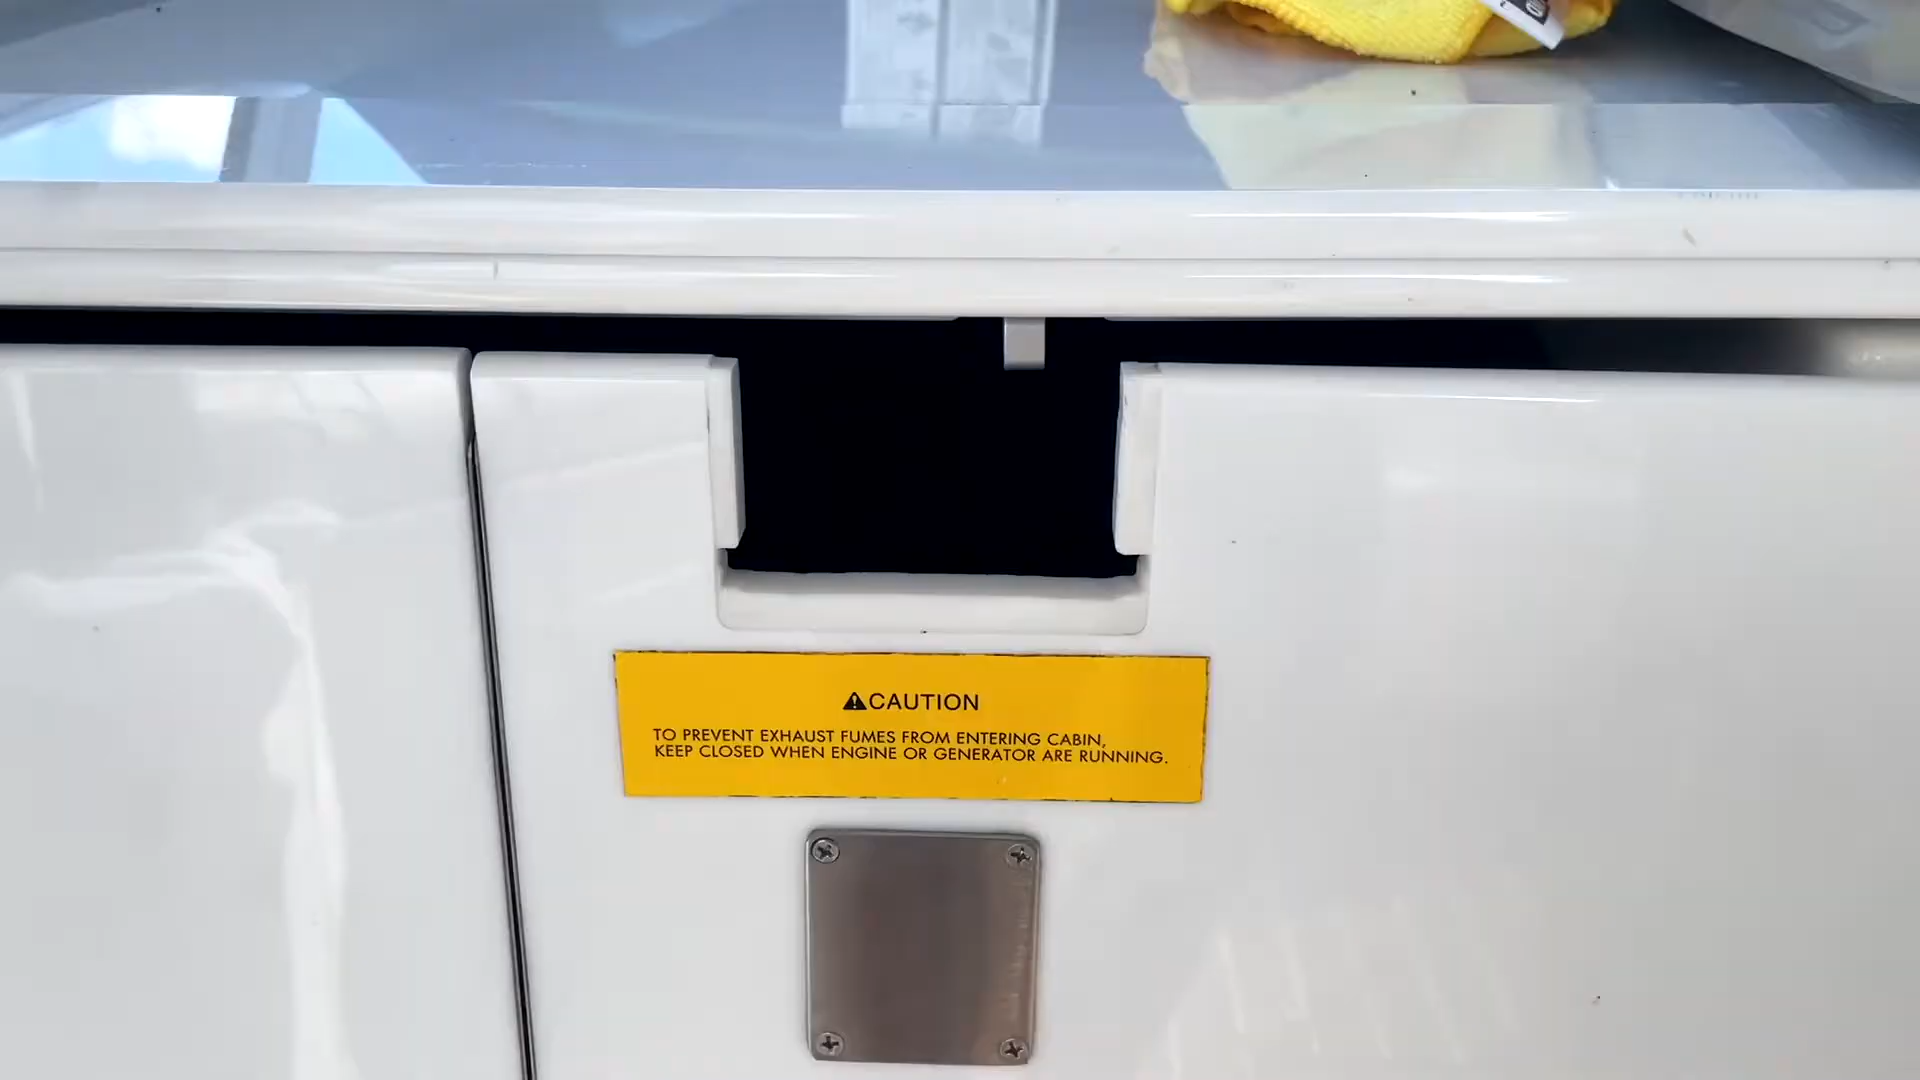 ⚠CAUTION
TO PREVENT EXHAUST FUMES FROM ENTERING CABIN,
KEEP CLOSED WHEN ENGINE OR GENERATOR ARE RUNNING.